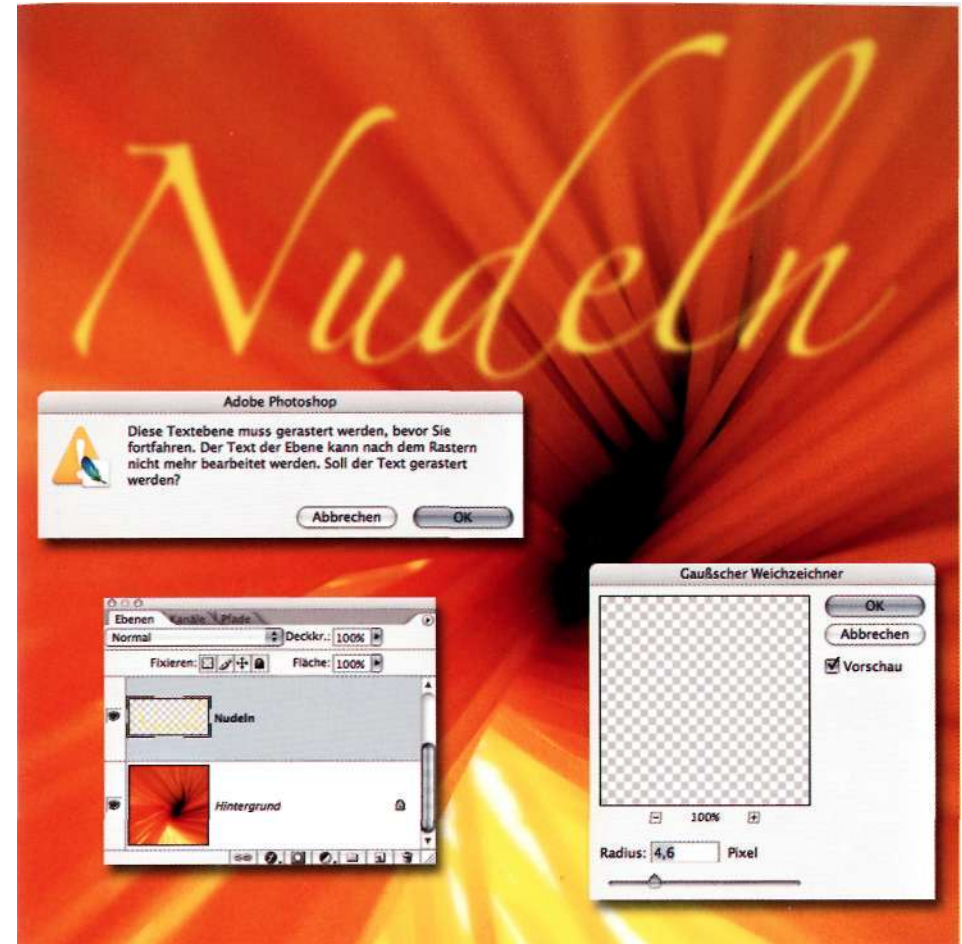 Nudeln
Adobe Photoshop
Diese Textebene muss gerastert werden, bevor Sie
fortfahren. Der Text der Ebene kann nach dem Rastern
nicht mehr bearbeitet werden. Soll der Text gerastert
werden?
Abbrechen OK
Ebenen Kanäle Pfade
Normal Deckkr.: 100%
Fixieren: Fläche: 100%
Nudeln
Hintergrund
Gaußscher Weichzeichner
OK
Abbrechen
Vorschau
100%
Radius: 4,6 Pixel